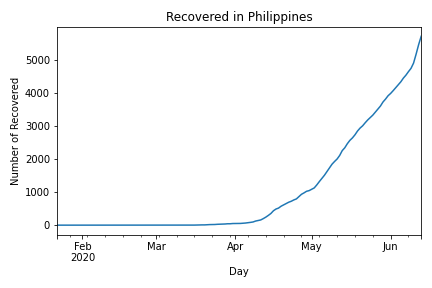 Recovered in Philippines
Number of Recovered
5000
4000
3000
2000
1000
0
Feb
2020
Mar
Apr
May
Jun
Day